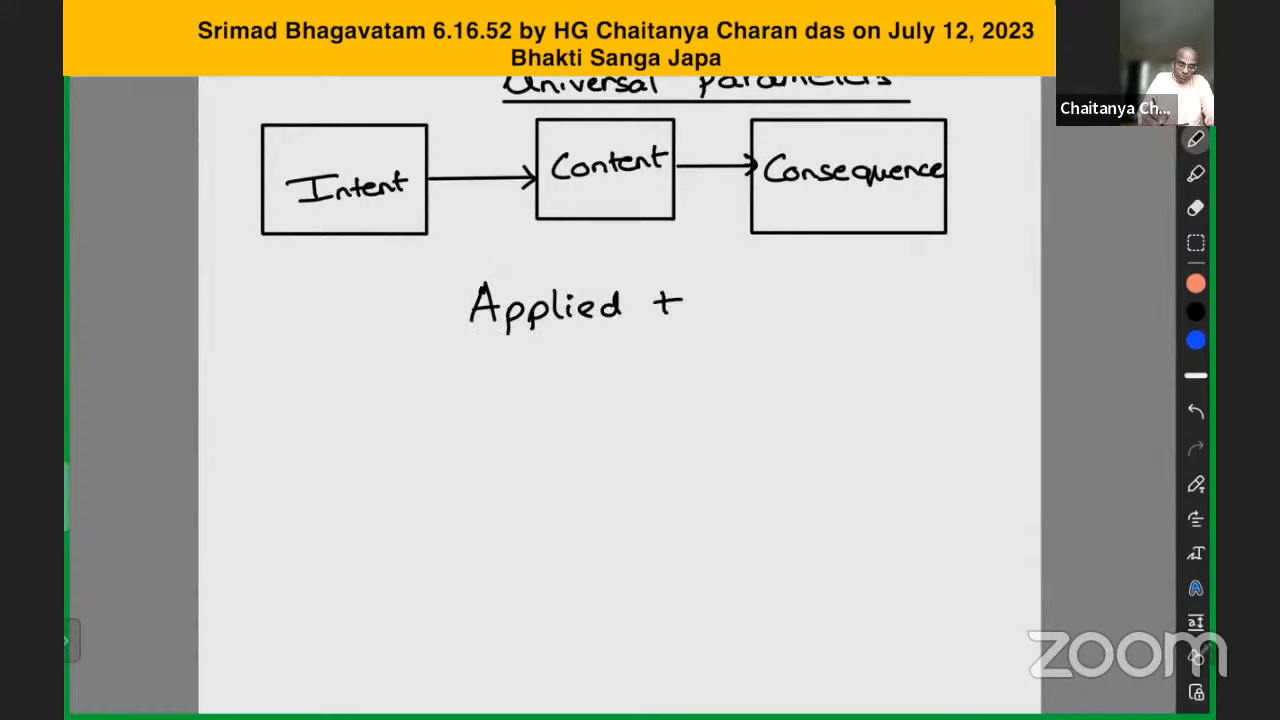 Srimad Bhagavatam 6.16.52 by HG Chaitanya Charan das on July 12, 2023
Bhakti Sanga Japa
Chaitanya Ch...
Universal parameters
Intent Content Consequence
Applied +
zoom